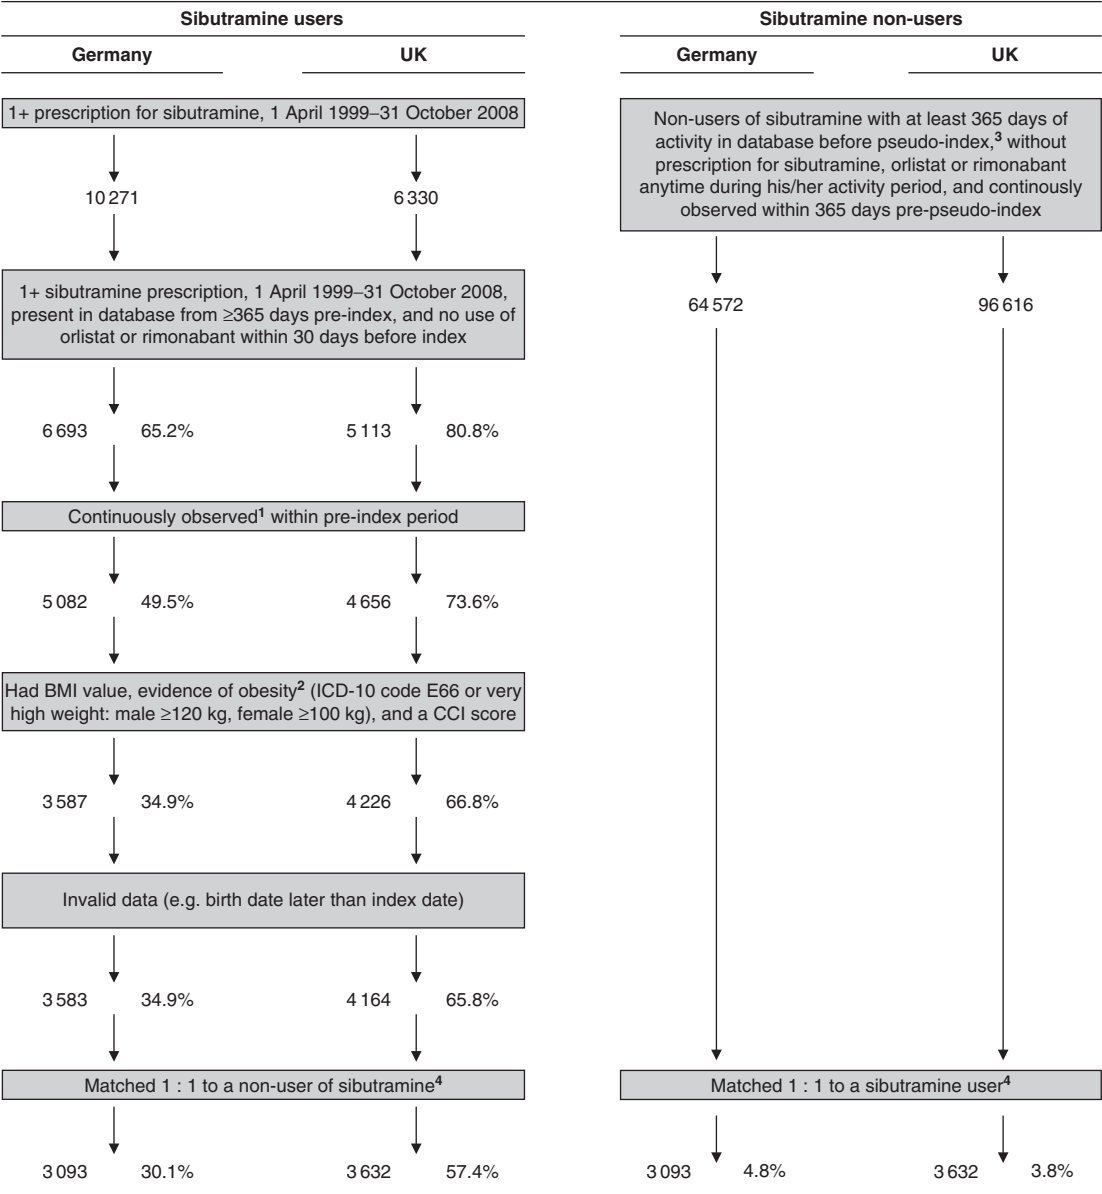 Sibutramine users
Germany
UK
1+ prescription for sibutramine, 1 April 1999–31 October 2008
10 271
6 330
1+ sibutramine prescription, 1 April 1999–31 October 2008,
present in database from ≥365 days pre-index, and no use of
orlistat or rimonabant within 30 days before index
6 693 65.2%
5 113 80.8%
Continuously observed¹ within pre-index period
5 082 49.5%
4 656 73.6%
Had BMI value, evidence of obesity² (ICD-10 code E66 or very
high weight: male ≥120 kg, female ≥100 kg), and a CCI score
3 587 34.9%
4 226 66.8%
Invalid data (e.g. birth date later than index date)
3 583 34.9%
4 164 65.8%
Matched 1 : 1 to a non-user of sibutramine⁴
3 093 30.1%
3 632 57.4%
Sibutramine non-users
Germany
UK
Non-users of sibutramine with at least 365 days of
activity in database before pseudo-index,³ without
prescription for sibutramine, orlistat or rimonabant
anytime during his/her activity period, and continously
observed within 365 days pre-pseudo-index
64 572
96 616
Matched 1 : 1 to a sibutramine user⁴
3 093 4.8%
3 632 3.8%